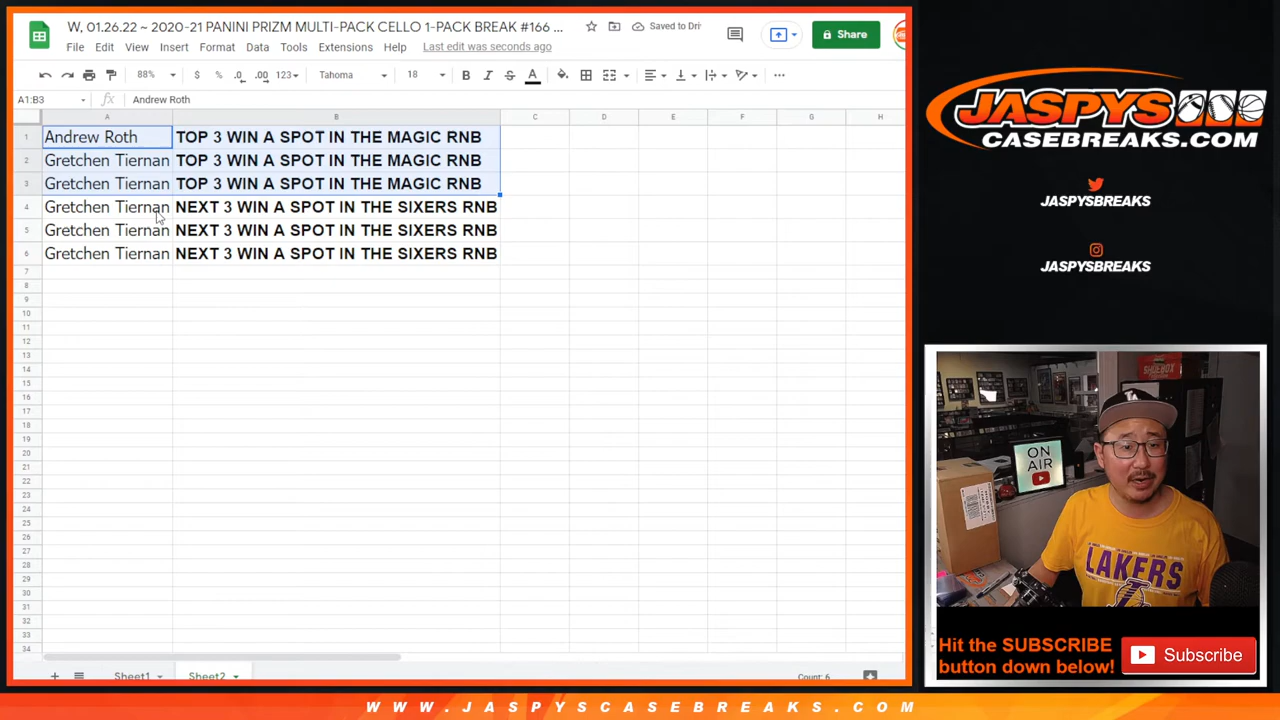 W, 01.26.22 ~ 2020-21 PANINI PRIZM MULTI-PACK CELLO 1-PACK BREAK #166 ...
Saved to Dri
File Edit View Insert Format Data Tools Extensions Help Last edit was seconds ago
Share
88% $ % .0 .00 123 Tahoma 18 B I S A
A1:B3 fx Andrew Roth
A B C D E F G H
1 Andrew Roth TOP 3 WIN A SPOT IN THE MAGIC RNB
2 Gretchen Tiernan TOP 3 WIN A SPOT IN THE MAGIC RNB
3 Gretchen Tiernan TOP 3 WIN A SPOT IN THE MAGIC RNB
4 Gretchen Tiernan NEXT 3 WIN A SPOT IN THE SIXERS RNB
5 Gretchen Tiernan NEXT 3 WIN A SPOT IN THE SIXERS RNB
6 Gretchen Tiernan NEXT 3 WIN A SPOT IN THE SIXERS RNB
7
8
9
10
11
12
13
14
15
16
17
18
19
20
21
22
23
24
25
26
27
28
29
30
31
32
33
34
Sheet1 Sheet2 Count: 6
JASPYS
CASEBREAKS.COM
JASPYSBREAKS
JASPYSBREAKS
SHOEBOX
ON
AIR
LAKERS
Hit the SUBSCRIBE
button down below!
Subscribe
WWW.JASPYSCASEBREAKS.COM